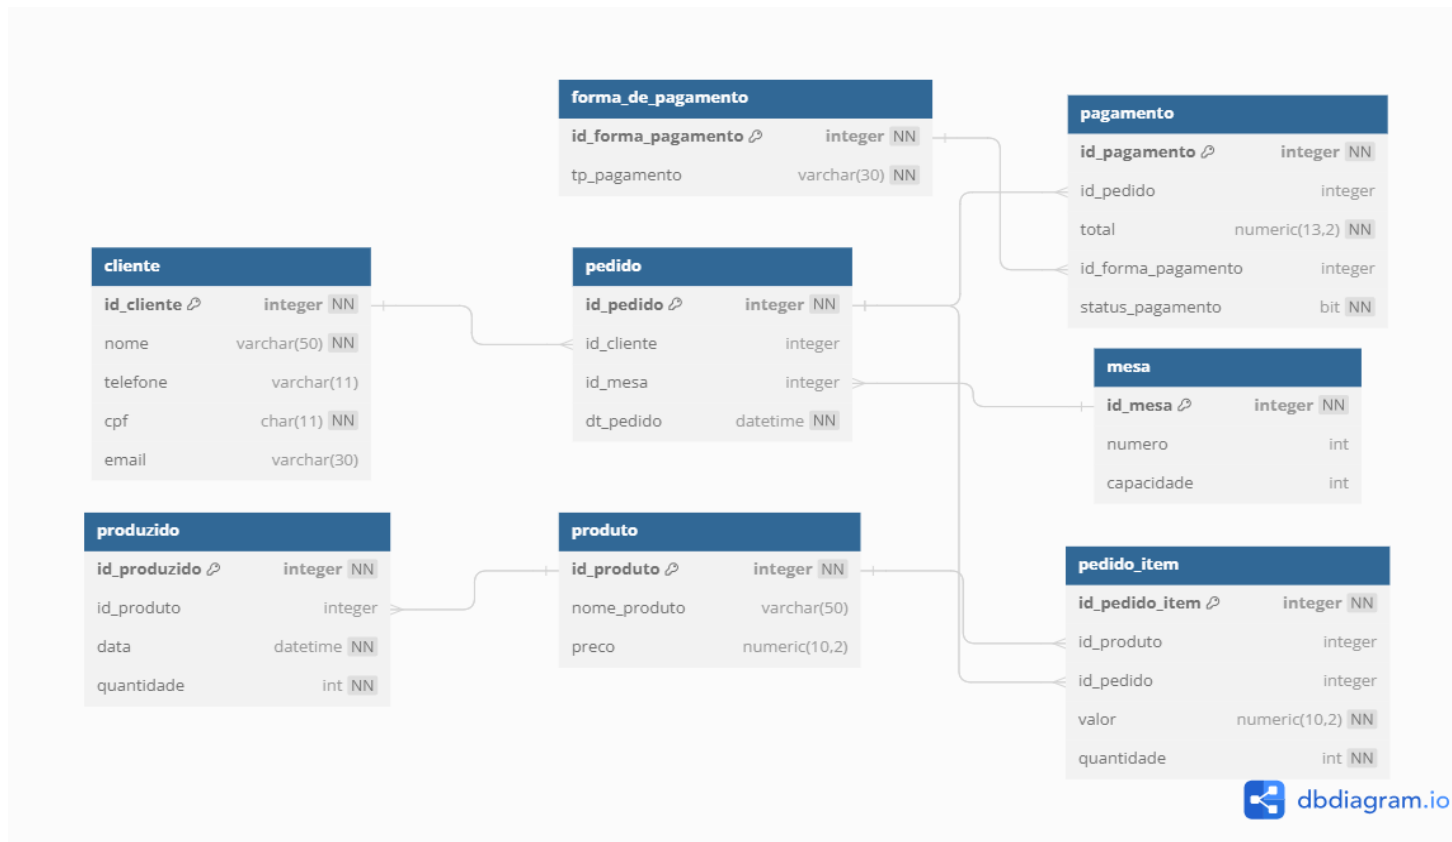 forma_de_pagamento
id_forma_pagamento integer NN
tp_pagamento varchar(30) NN
pagamento
id_pagamento integer NN
id_pedido integer
total numeric(13,2) NN
id_forma_pagamento integer
status_pagamento bit NN
cliente
id_cliente integer NN
nome varchar(50) NN
telefone varchar(11)
cpf char(11) NN
email varchar(30)
pedido
id_pedido integer NN
id_cliente integer
id_mesa integer
dt_pedido datetime NN
mesa
id_mesa integer NN
numero int
capacidade int
produzido
id_produzido integer NN
id_produto integer
data datetime NN
quantidade int NN
produto
id_produto integer NN
nome_produto varchar(50)
preco numeric(10,2)
pedido_item
id_pedido_item integer NN
id_produto integer
id_pedido integer
valor numeric(10,2) NN
quantidade int NN
dbdiagram.io